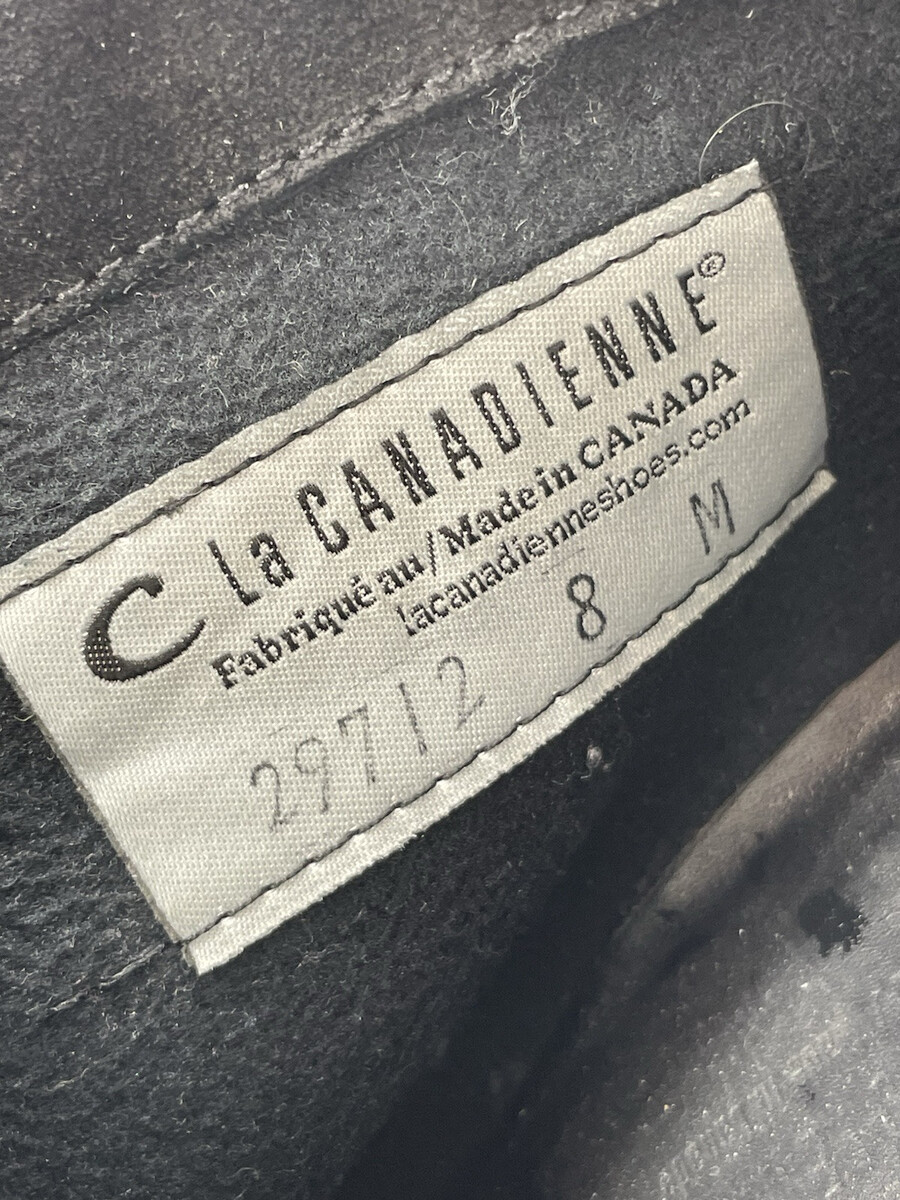 C
la CANADIENNE®
Fabriqué au/Made in CANADA
lacanadienneshoes.com
29712 8 M